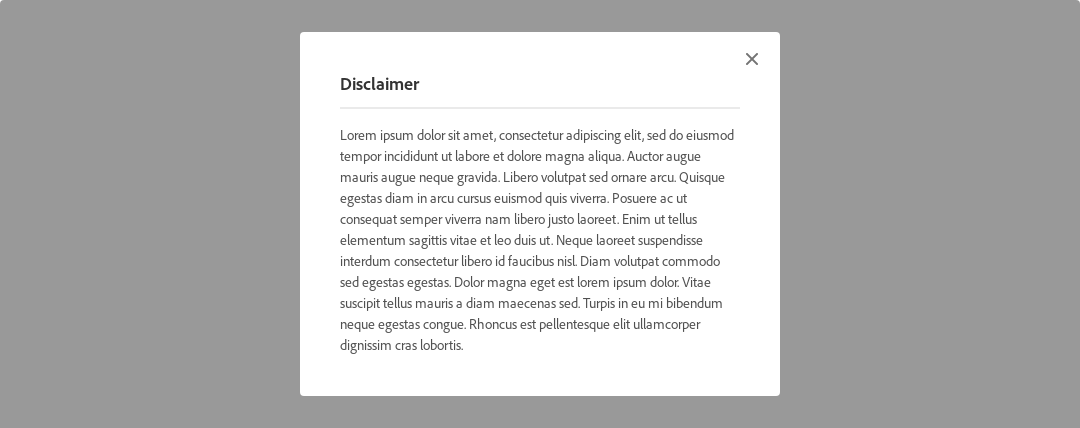 Disclaimer
Lorem ipsum dolor sit amet, consectetur adipiscing elit, sed do eiusmod
tempor incididunt ut labore et dolore magna aliqua. Auctor augue
mauris augue neque gravida. Libero volutpat sed ornare arcu. Quisque
egestas diam in arcu cursus euismod quis viverra. Posuere ac ut
consequat semper viverra nam libero justo laoreet. Enim ut tellus
elementum sagittis vitae et leo duis ut. Neque laoreet suspendisse
interdum consectetur libero id faucibus nisl. Diam volutpat commodo
sed egestas egestas. Dolor magna eget est lorem ipsum dolor. Vitae
suscipit tellus mauris a diam maecenas sed. Turpis in eu mi bibendum
neque egestas congue. Rhoncus est pellentesque elit ullamcorper
dignissim cras lobortis.